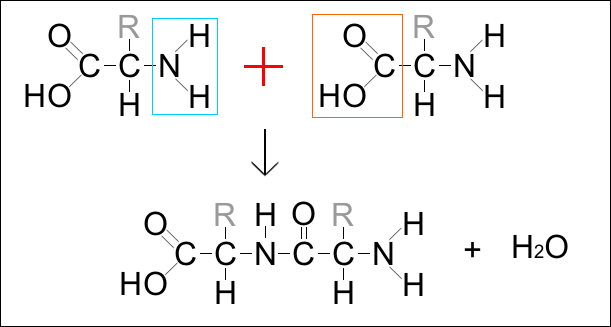 O R H O R H
C C N + C C N
HO H H HO H H
R H O R H
O
C C N C C N + H2O
HO H H H